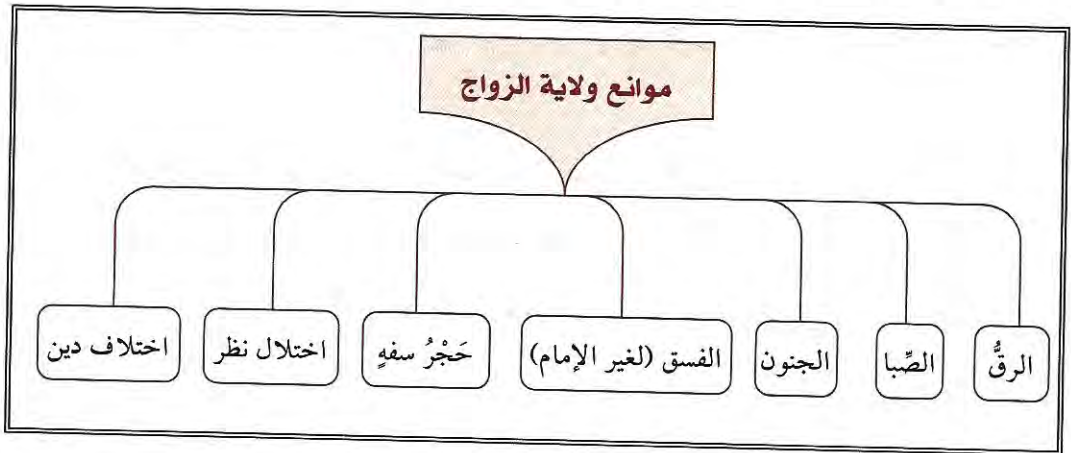 موانع ولاية الزواج
الرقُّ
الصِّبا
الجنون
الفسق (لغير الإمام)
حَجْرُ سفهٍ
اختلال نظر
اختلاف دين